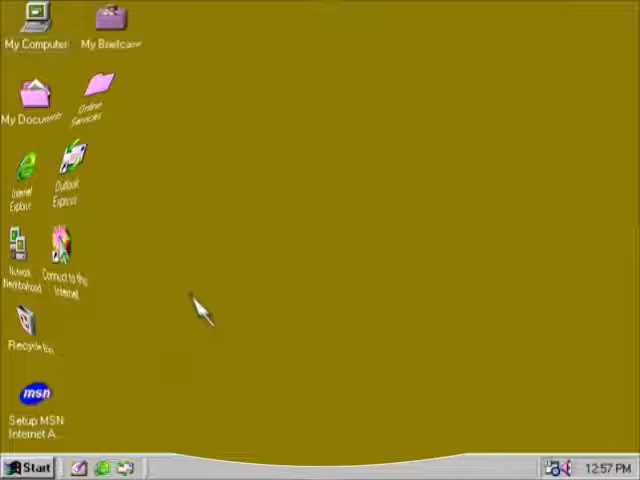 My Computer
My Briefcase
My Documents
Online
Services
Internet
Explorer
Outlook
Express
Network
Neighborhood
Connect to the
Internet
Recycle Bin
msn
Setup MSN
Internet A...
Start
12:57 PM